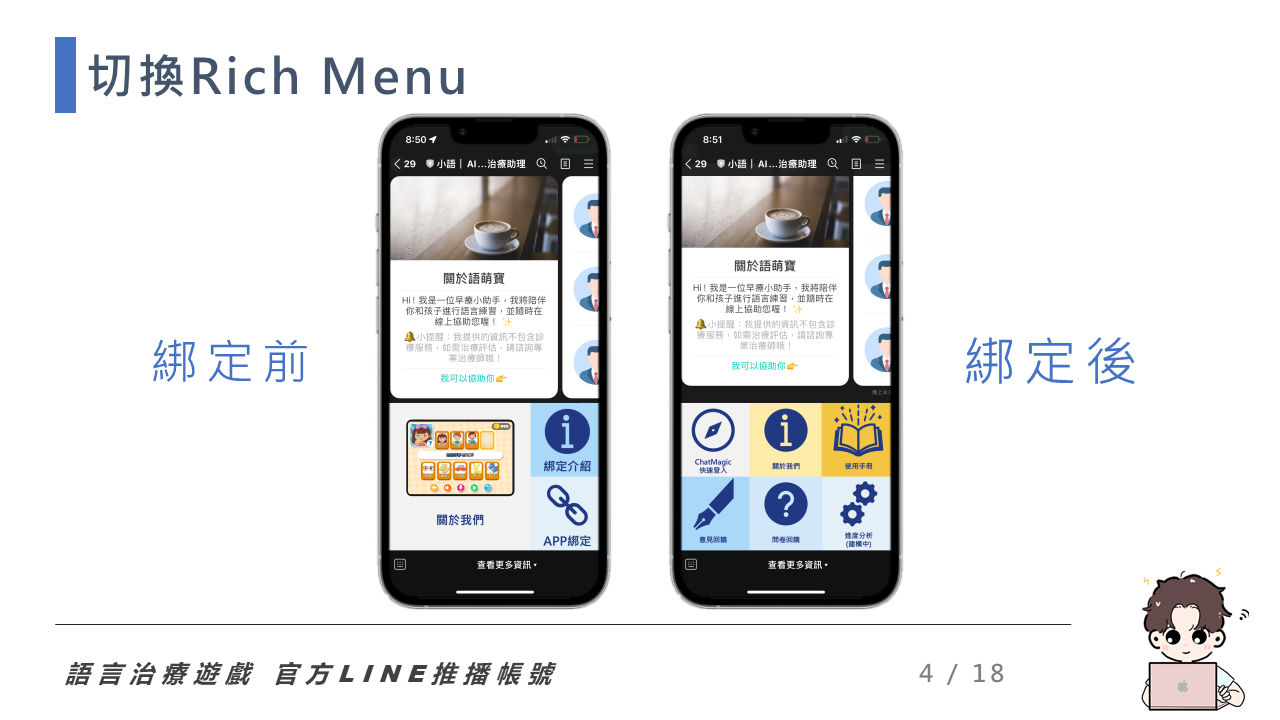 切換Rich Menu
綁定前
8:50
29
小語｜AI...治療助理
關於語萌寶
Hi！我是一位早療小助手，我將陪伴
你和孩子進行語言練習，並隨時在
線上協助您喔！✨
🔔小提醒：我提供的資訊不包含診
療服務，如需治療評估，請諮詢專
業治療師哦！
我可以協助你👉
關於我們
綁定介紹
APP綁定
查看更多資訊
8:51
29
小語｜AI...治療助理
關於語萌寶
Hi！我是一位早療小助手，我將陪伴
你和孩子進行語言練習，並隨時在
線上協助您喔！✨
🔔小提醒：我提供的資訊不包含診
療服務，如需治療評估，請諮詢專
業治療師哦！
我可以協助你👉
ChatMagic
快速登入
關於我們
使用手冊
意見回饋
問卷回饋
進度分析
(建構中)
查看更多資訊
綁定後
語言治療遊戲 官方LINE推播帳號
4 / 18